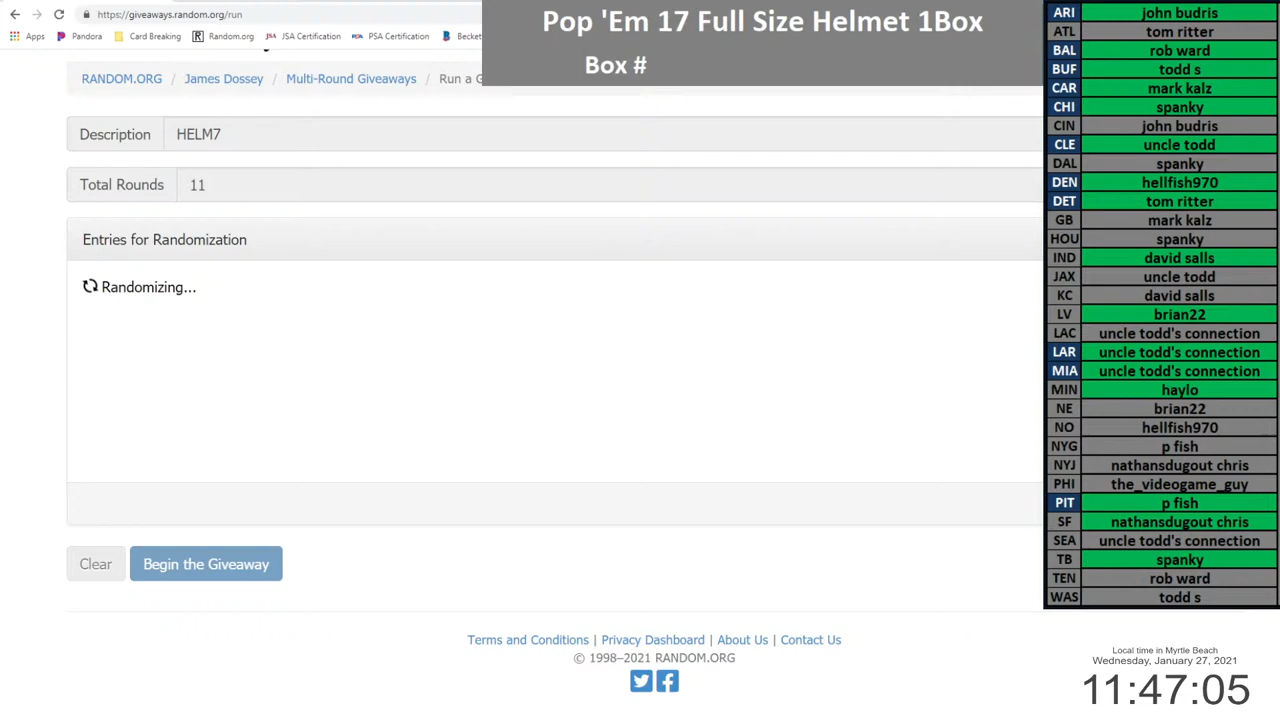 https://giveaways.random.org/run
Apps Pandora Card Breaking Random.org JSA Certification PSA Certification Becket
Pop 'Em 17 Full Size Helmet 1Box
Box #
RANDOM.ORG / James Dossey / Multi-Round Giveaways / Run a G
Description HELM7
Total Rounds 11
Entries for Randomization
Randomizing...
Clear Begin the Giveaway
Terms and Conditions | Privacy Dashboard | About Us | Contact Us
© 1998–2021 RANDOM.ORG
ARI john budris
ATL tom ritter
BAL rob ward
BUF todd s
CAR mark kalz
CHI spanky
CIN john budris
CLE uncle todd
DAL spanky
DEN hellfish970
DET tom ritter
GB mark kalz
HOU spanky
IND david salls
JAX uncle todd
KC david salls
LV brian22
LAC uncle todd's connection
LAR uncle todd's connection
MIA uncle todd's connection
MIN haylo
NE brian22
NO hellfish970
NYG p fish
NYJ nathansdugout chris
PHI the_videogame_guy
PIT p fish
SF nathansdugout chris
SEA uncle todd's connection
TB spanky
TEN rob ward
WAS todd s
Local time in Myrtle Beach
Wednesday, January 27, 2021
11:47:05